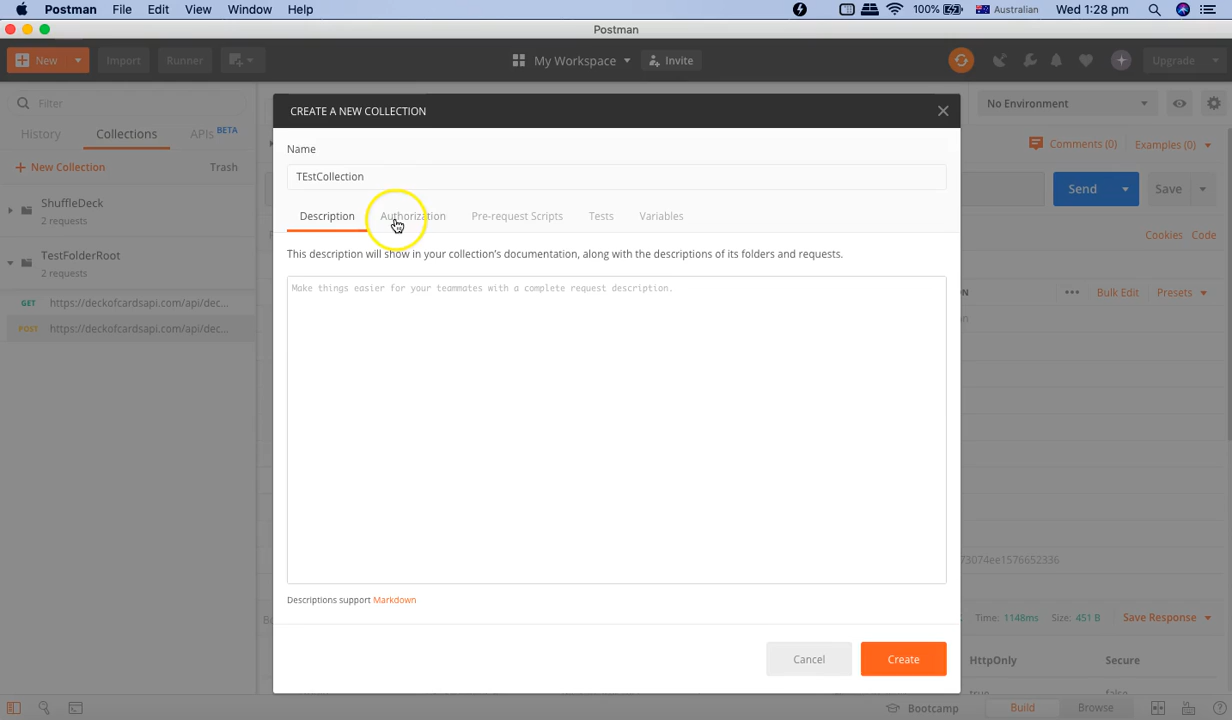 Postman File Edit View Window Help 100% Australian Wed 1:28 pm
Postman
New Import Runner My Workspace Invite Upgrade
Filter
History Collections APIs BETA
New Collection Trash
ShuffleDeck
2 requests
TestFolderRoot
2 requests
GET https://deckofcardsapi.com/api/dec...
POST https://deckofcardsapi.com/api/dec...
CREATE A NEW COLLECTION
Name
TEstCollection
Description Authorization Pre-request Scripts Tests Variables
This description will show in your collection's documentation, along with the descriptions of its folders and requests.
Make things easier for your teammates with a complete request description.
Descriptions support Markdown
Cancel Create
No Environment
Comments (0) Examples (0)
Send Save
Cookies Code
ON ... Bulk Edit Presets
on
73074ee1576652336
Time: 1148ms Size: 451 B Save Response
HttpOnly Secure
true false
Bootcamp Build Browse